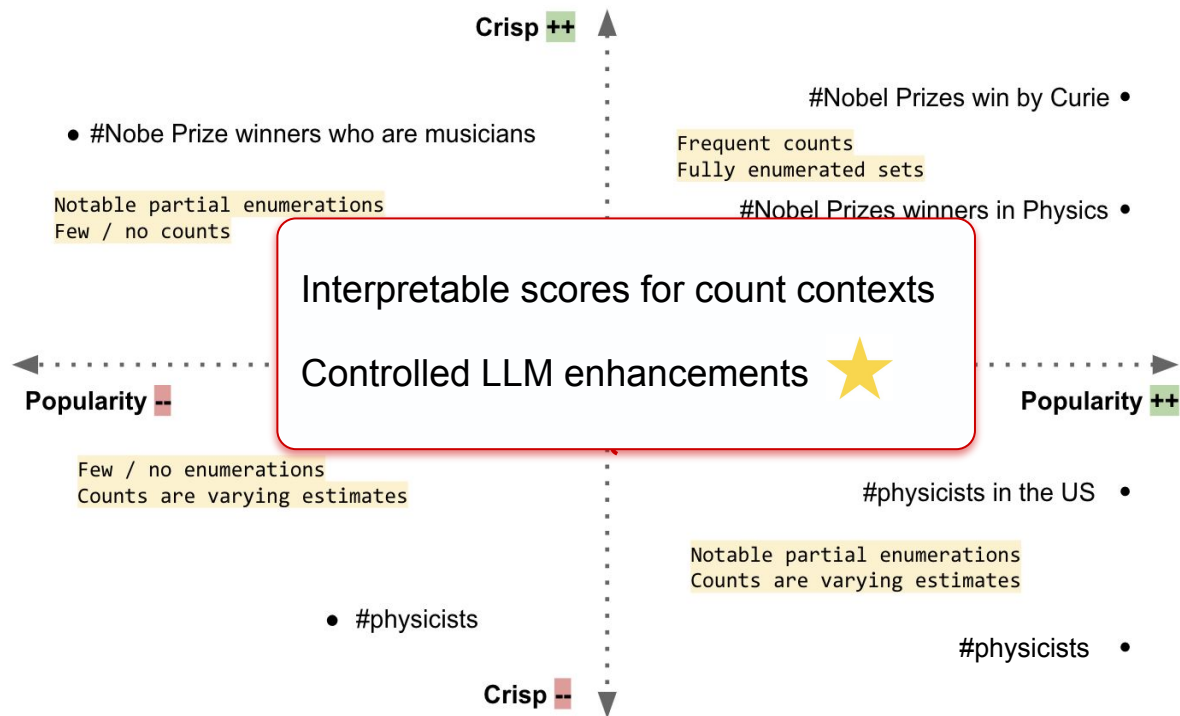 Crisp ++
#Nobel Prizes win by Curie
#Nobe Prize winners who are musicians
Frequent counts
Fully enumerated sets
Notable partial enumerations
Few / no counts
#Nobel Prizes winners in Physics
Interpretable scores for count contexts
Controlled LLM enhancements
Popularity --
Popularity ++
Few / no enumerations
Counts are varying estimates
#physicists in the US
Notable partial enumerations
Counts are varying estimates
#physicists
#physicists
Crisp --